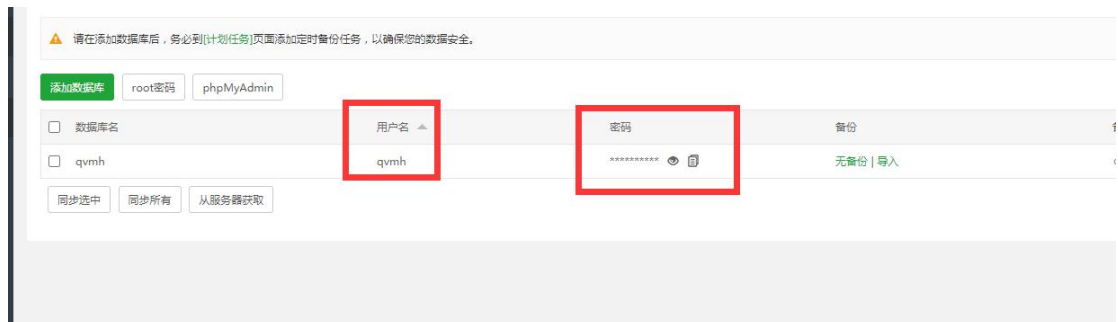 请在添加数据库后，务必到[计划任务]页面添加定时备份任务，以确保您的数据安全。
添加数据库 root密码 phpMyAdmin
数据库名 用户名 密码 备份
qvmh qvmh ********** 无备份 | 导入
同步选中 同步所有 从服务器获取